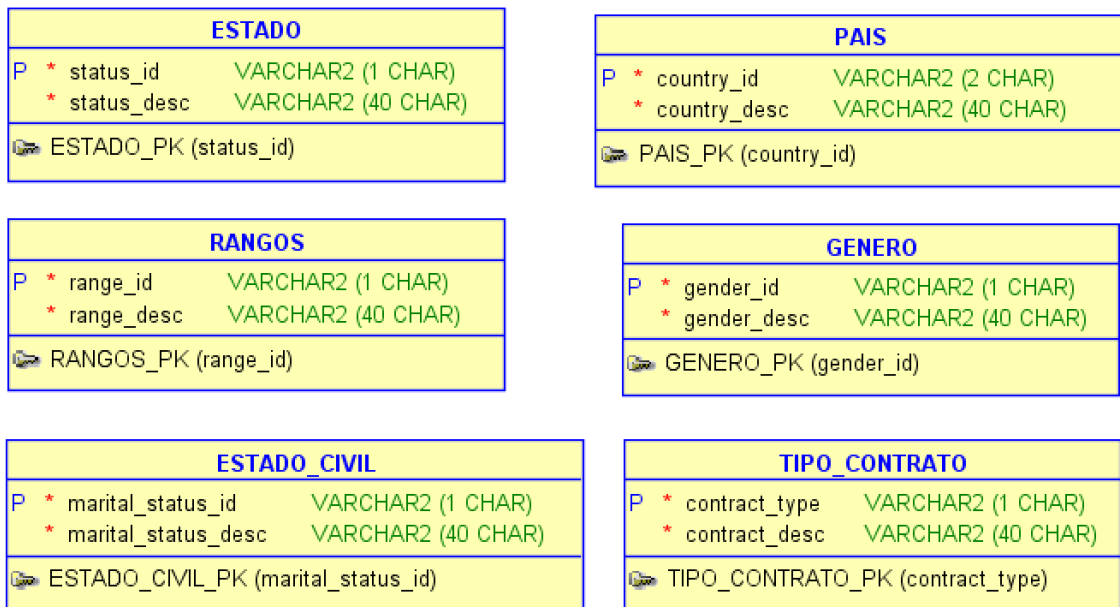 ESTADO
P * status_id VARCHAR2 (1 CHAR)
* status_desc VARCHAR2 (40 CHAR)
ESTADO_PK (status_id)
PAIS
P * country_id VARCHAR2 (2 CHAR)
* country_desc VARCHAR2 (40 CHAR)
PAIS_PK (country_id)
RANGOS
P * range_id VARCHAR2 (1 CHAR)
* range_desc VARCHAR2 (40 CHAR)
RANGOS_PK (range_id)
GENERO
P * gender_id VARCHAR2 (1 CHAR)
* gender_desc VARCHAR2 (40 CHAR)
GENERO_PK (gender_id)
ESTADO_CIVIL
P * marital_status_id VARCHAR2 (1 CHAR)
* marital_status_desc VARCHAR2 (40 CHAR)
ESTADO_CIVIL_PK (marital_status_id)
TIPO_CONTRATO
P * contract_type VARCHAR2 (1 CHAR)
* contract_desc VARCHAR2 (40 CHAR)
TIPO_CONTRATO_PK (contract_type)